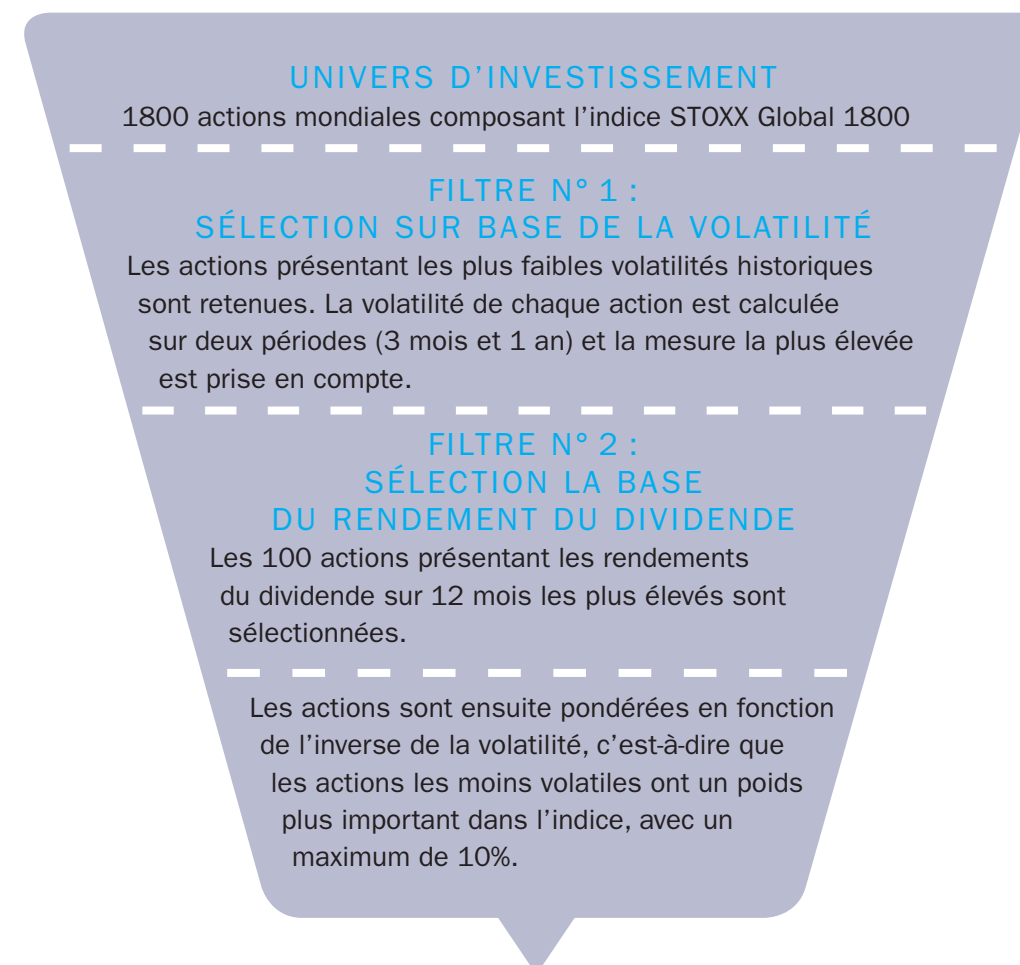 UNIVERS D’INVESTISSEMENT
1800 actions mondiales composant l’indice STOXX Global 1800
FILTRE N° 1 :
SÉLECTION SUR BASE DE LA VOLATILITÉ
Les actions présentant les plus faibles volatilités historiques
sont retenues. La volatilité de chaque action est calculée
sur deux périodes (3 mois et 1 an) et la mesure la plus élevée
est prise en compte.
FILTRE N° 2 :
SÉLECTION LA BASE
DU RENDEMENT DU DIVIDENDE
Les 100 actions présentant les rendements
du dividende sur 12 mois les plus élevés sont
sélectionnées.
Les actions sont ensuite pondérées en fonction
de l’inverse de la volatilité, c’est-à-dire que
les actions les moins volatiles ont un poids
plus important dans l’indice, avec un
maximum de 10%.